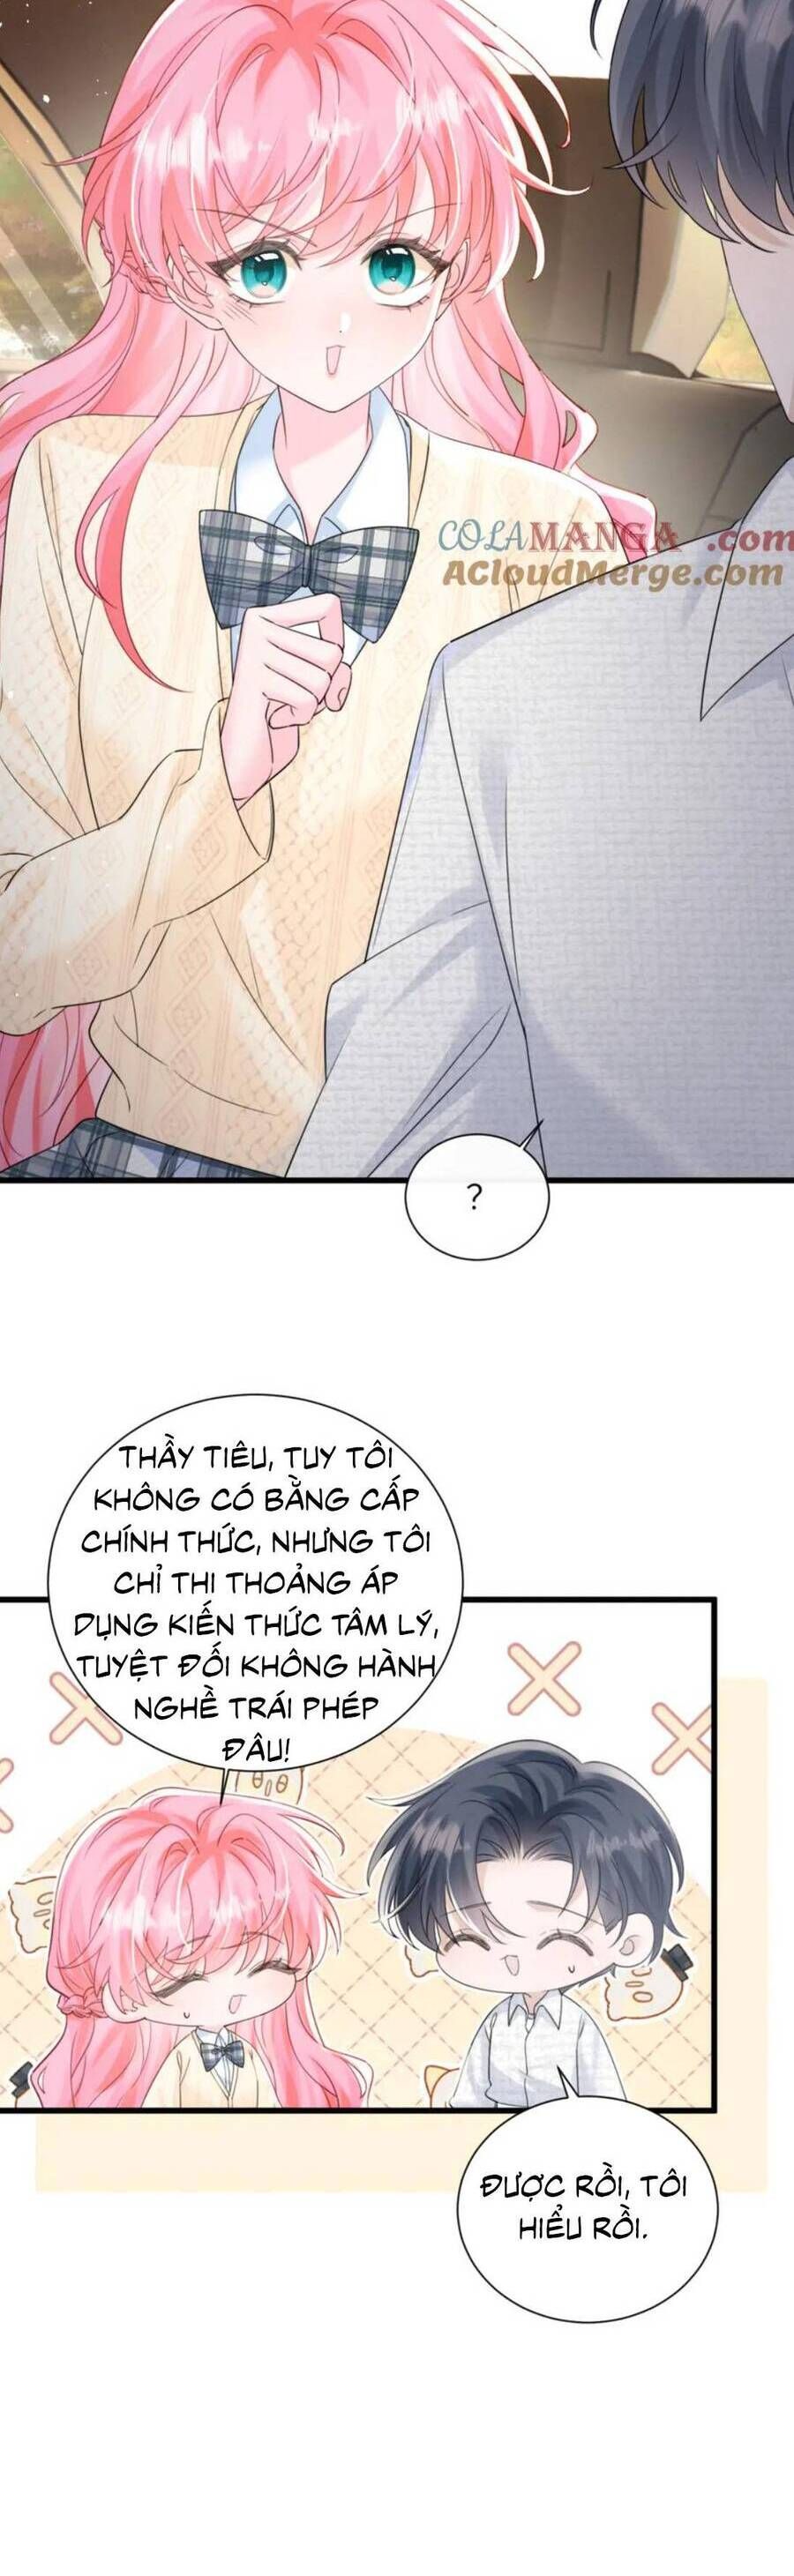 COLAMANGA.com
ACloudMerge.com
?
THẦY TIÊU, TUY TÔI
KHÔNG CÓ BẰNG CẤP
CHÍNH THỨC, NHƯNG TÔI
CHỈ THI THOẢNG ÁP
DỤNG KIẾN THỨC TÂM LÝ,
TUYỆT ĐỐI KHÔNG HÀNH
NGHỀ TRÁI PHÉP
ĐÂU!
ĐƯỢC RỒI, TÔI
HIỂU RỒI.